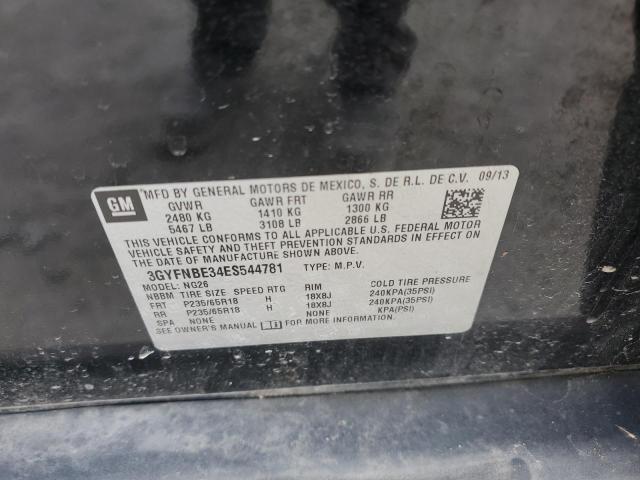 GM
MFD BY GENERAL MOTORS DE MEXICO, S. DE R.L. DE C.V. 09/13
GVWR GAWR FRT GAWR RR
2480 KG 1410 KG 1300 KG
5467 LB 3108 LB 2866 LB
THIS VEHICLE CONFORMS TO ALL APPLICABLE U.S. FEDERAL MOTOR
VEHICLE SAFETY AND THEFT PREVENTION STANDARDS IN EFFECT ON
THE DATE OF MANUFACTURE SHOWN ABOVE.
3GYFNBE34ES544781 TYPE: M.P.V.
MODEL: NG26
NBBM TIRE SIZE SPEED RTG RIM COLD TIRE PRESSURE
FRT P235/65R18 H 18X8J 240KPA(35PSI)
RR P235/65R18 H 18X8J 240KPA(35PSI)
SPA NONE NONE KPA(PSI)
SEE OWNER'S MANUAL FOR MORE INFORMATION.